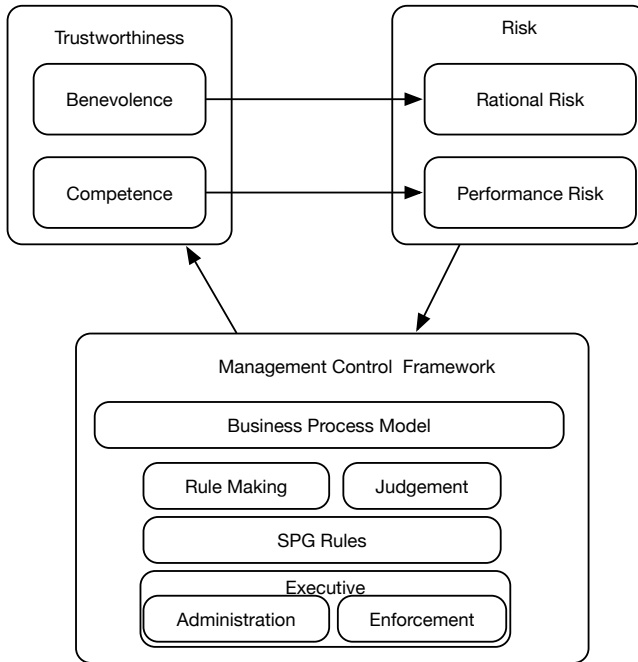 Trustworthiness
Benevolence
Competence
Risk
Rational Risk
Performance Risk
Management Control  Framework
Business Process Model
Rule Making
Judgement
SPG Rules
Executive
Administration
Enforcement